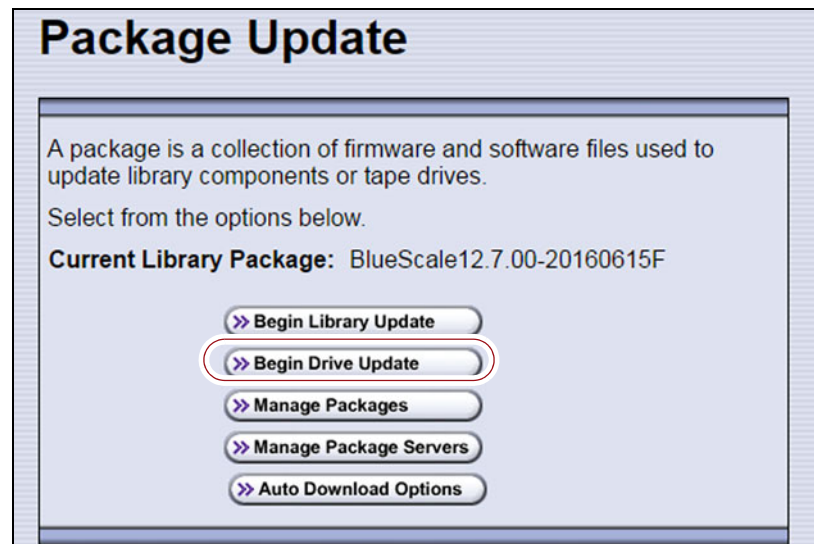 Package Update
A package is a collection of firmware and software files used to
update library components or tape drives.
Select from the options below.
Current Library Package: BlueScale12.7.00-20160615F
>> Begin Library Update
>> Begin Drive Update
>> Manage Packages
>> Manage Package Servers
>> Auto Download Options